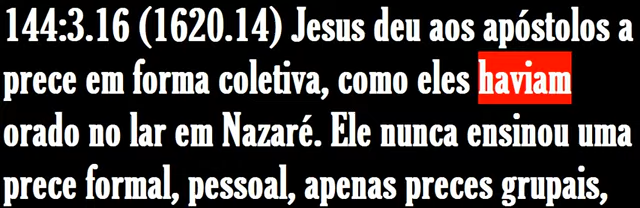 144:3.16 (1620.14) Jesus deu aos apóstolos a
prece em forma coletiva, como eles haviam
orado no lar em Nazaré. Ele nunca ensinou uma
prece formal, pessoal, apenas preces grupais,